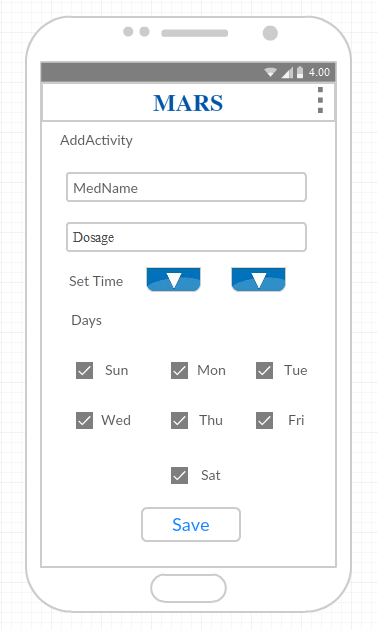 4.00
MARS
AddActivity
MedName
Dosage
Set Time
Days
Sun Mon Tue
Wed Thu Fri
Sat
Save